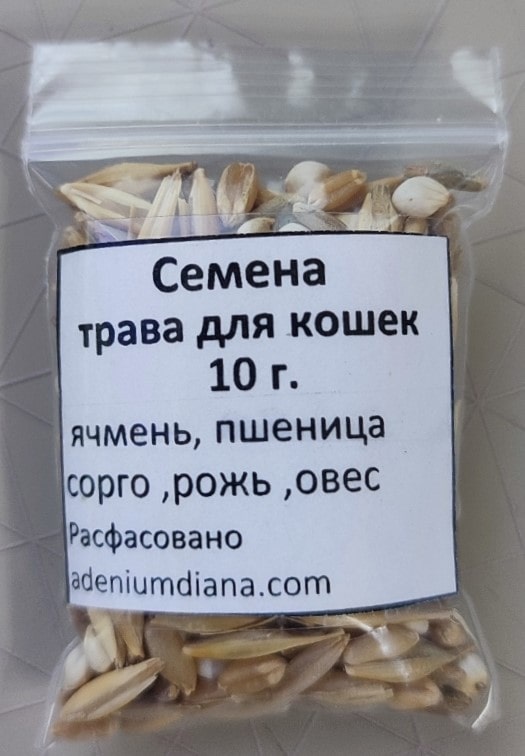 Семена
трава для кошек
10 г.
ячмень, пшеница
сорго ,рожь ,овес
Расфасовано
adeniumdiana.com